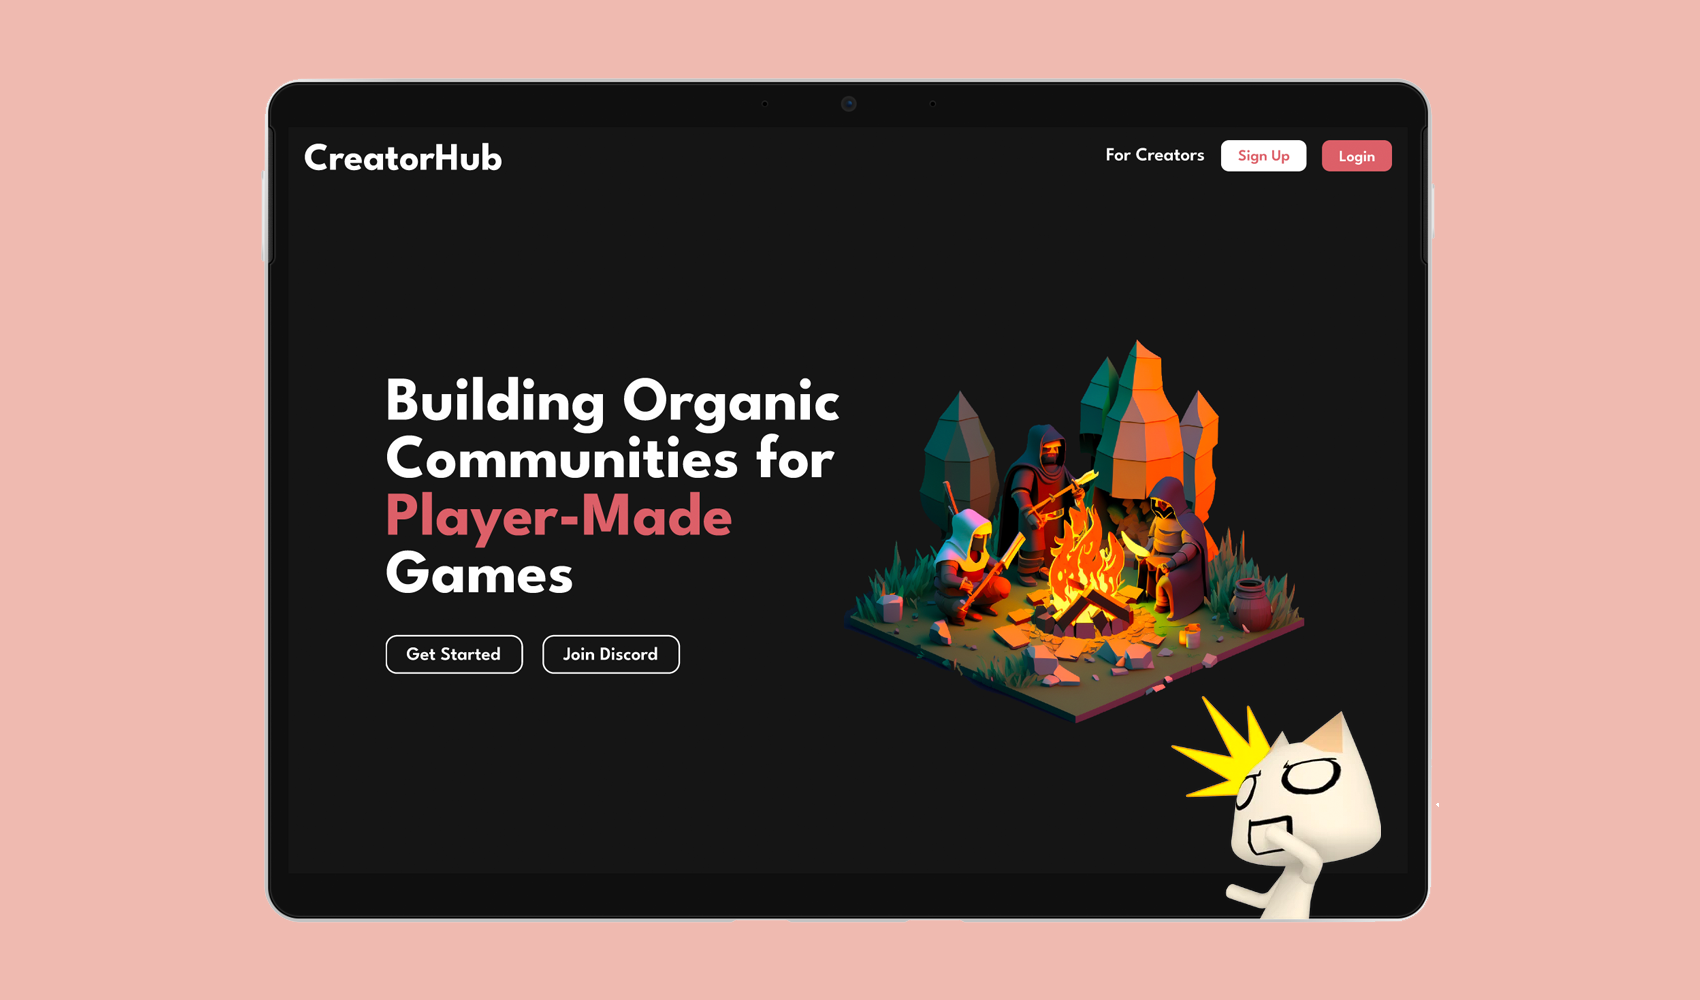 CreatorHub
For Creators
Sign Up
Login
Building Organic
Communities for
Player-Made
Games
Get Started
Join Discord